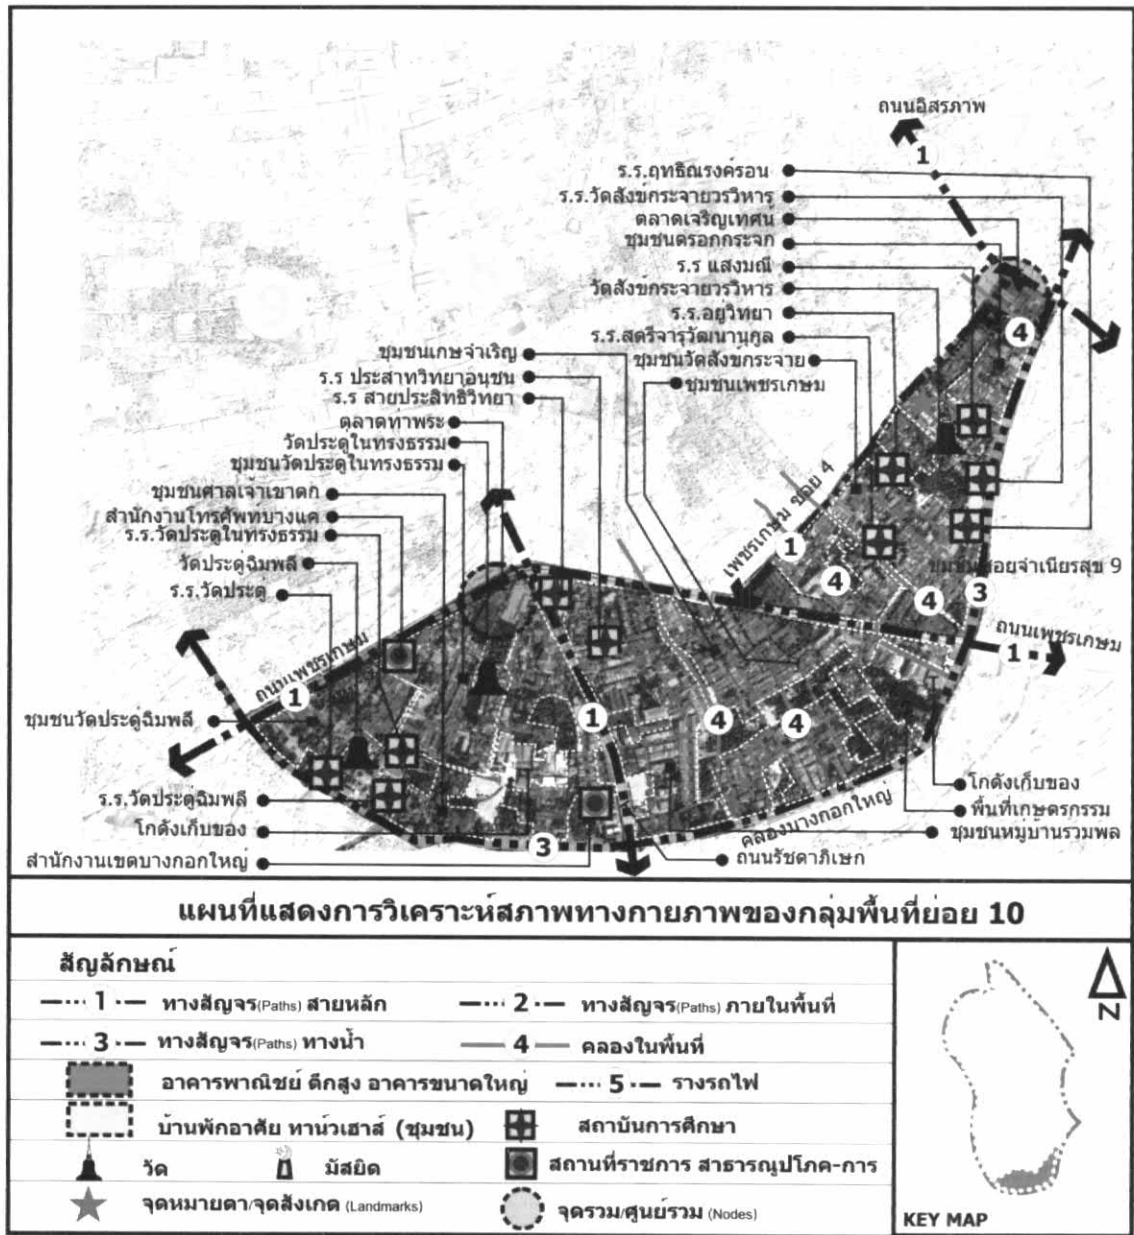 ถนนอิสรภาพ
1
ร.ร.ฤทธิณรงค์รอน
ร.ร.วัดสังข์กระจายวรวิหาร
ตลาดเจริญเทศน์
ชุมชนตรอกกระจก
ร.ร แสงมณี
วัดสังข์กระจายวรวิหาร
ร.ร.อยู่วิทยา
ร.ร.สตรีจารุวัฒนานุกูล
ชุมชนวัดสังข์กระจาย
ชุมชนเพชรเกษม
ชุมชนเกษจำเริญ
ร.ร ประสาทวิทยาอนุชน
ร.ร สายประสิทธิ์วิทยา
ตลาดท่าพระ
วัดประดู่ในทรงธรรม
ชุมชนวัดประดู่ในทรงธรรม
ชุมชนศาลเจ้าเขาตก
สำนักงานโทรศัพท์บางแค
ร.ร.วัดประดู่ในทรงธรรม
วัดประดู่ฉิมพลี
ร.ร.วัดประดู่
4
เพชรเกษม ซอย 4
1
4
4
ชุมชนซอยจำเนียรสุข 9
3
ถนนเพชรเกษม
1
ถนนเพชรเกษม
1
1
4
4
ชุมชนวัดประดู่ฉิมพลี
ร.ร.วัดประดู่ฉิมพลี
โกดังเก็บของ
สำนักงานเขตบางกอกใหญ่
3
คลองบางกอกใหญ่
โกดังเก็บของ
พื้นที่เกษตรกรรม
ชุมชนหมู่บ้านรวมพล
ถนนรัชดาภิเษก
แผนที่แสดงการวิเคราะห์สภาพทางกายภาพของกลุ่มพื้นที่ย่อย 10
สัญลักษณ์
1 ทางสัญจร(Paths) สายหลัก 2 ทางสัญจร(Paths) ภายในพื้นที่
3 ทางสัญจร(Paths) ทางน้ำ 4 คลองในพื้นที่
อาคารพาณิชย์ ตึกสูง อาคารขนาดใหญ่ 5 รางรถไฟ
บ้านพักอาศัย ทาน์วเฮาส์ (ชุมชน) สถาบันการศึกษา
วัด มัสยิด สถานที่ราชการ สาธารณูปโภค-การ
จุดหมายตา/จุดสังเกต (Landmarks) จุดรวม/ศูนย์รวม (Nodes)
N
KEY MAP